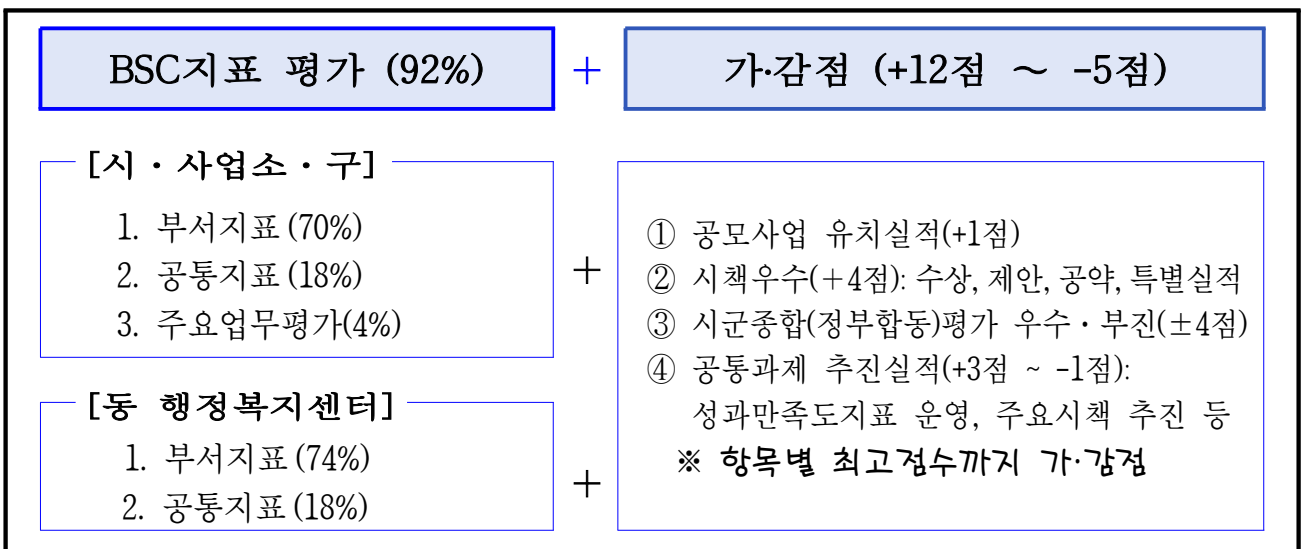 BSC지표 평가 (92%) + 가·감점 (+12점 ～ -5점)
[시·사업소·구]
1. 부서지표(70%)
2. 공통지표(18%)
3. 주요업무평가(4%)
+
[동 행정복지센터]
1. 부서지표(74%)
2. 공통지표(18%)
+
① 공모사업 유치실적(+1점)
② 시책우수(＋4점): 수상, 제안, 공약, 특별실적
③ 시군종합(정부합동)평가 우수·부진(±4점)
④ 공통과제 추진실적(+3점 ~ -1점):
성과만족도지표 운영, 주요시책 추진 등
※ 항목별 최고점수까지 가·감점